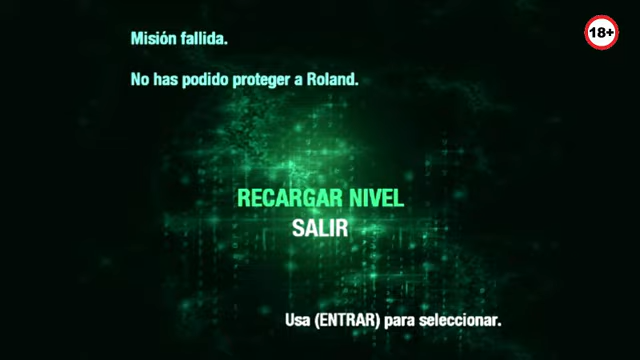 Misión fallida.
18+
No has podido proteger a Roland.
RECARGAR NIVEL
SALIR
Usa (ENTRAR) para seleccionar.